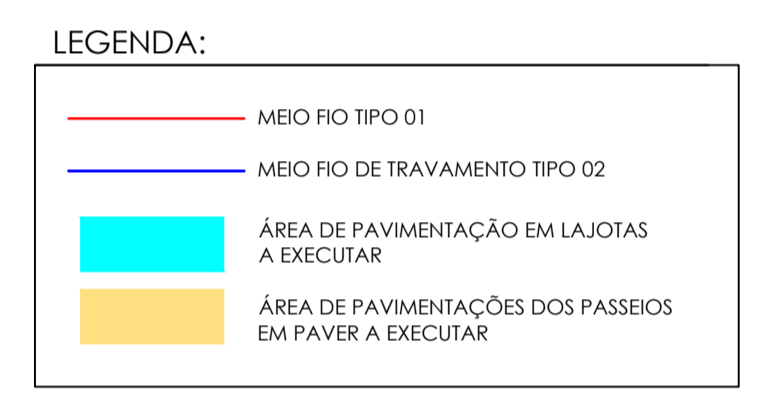 LEGENDA:
MEIO FIO TIPO 01
MEIO FIO DE TRAVAMENTO TIPO 02
ÁREA DE PAVIMENTAÇÃO EM LAJOTAS
A EXECUTAR
ÁREA DE PAVIMENTAÇÕES DOS PASSEIOS
EM PAVER A EXECUTAR